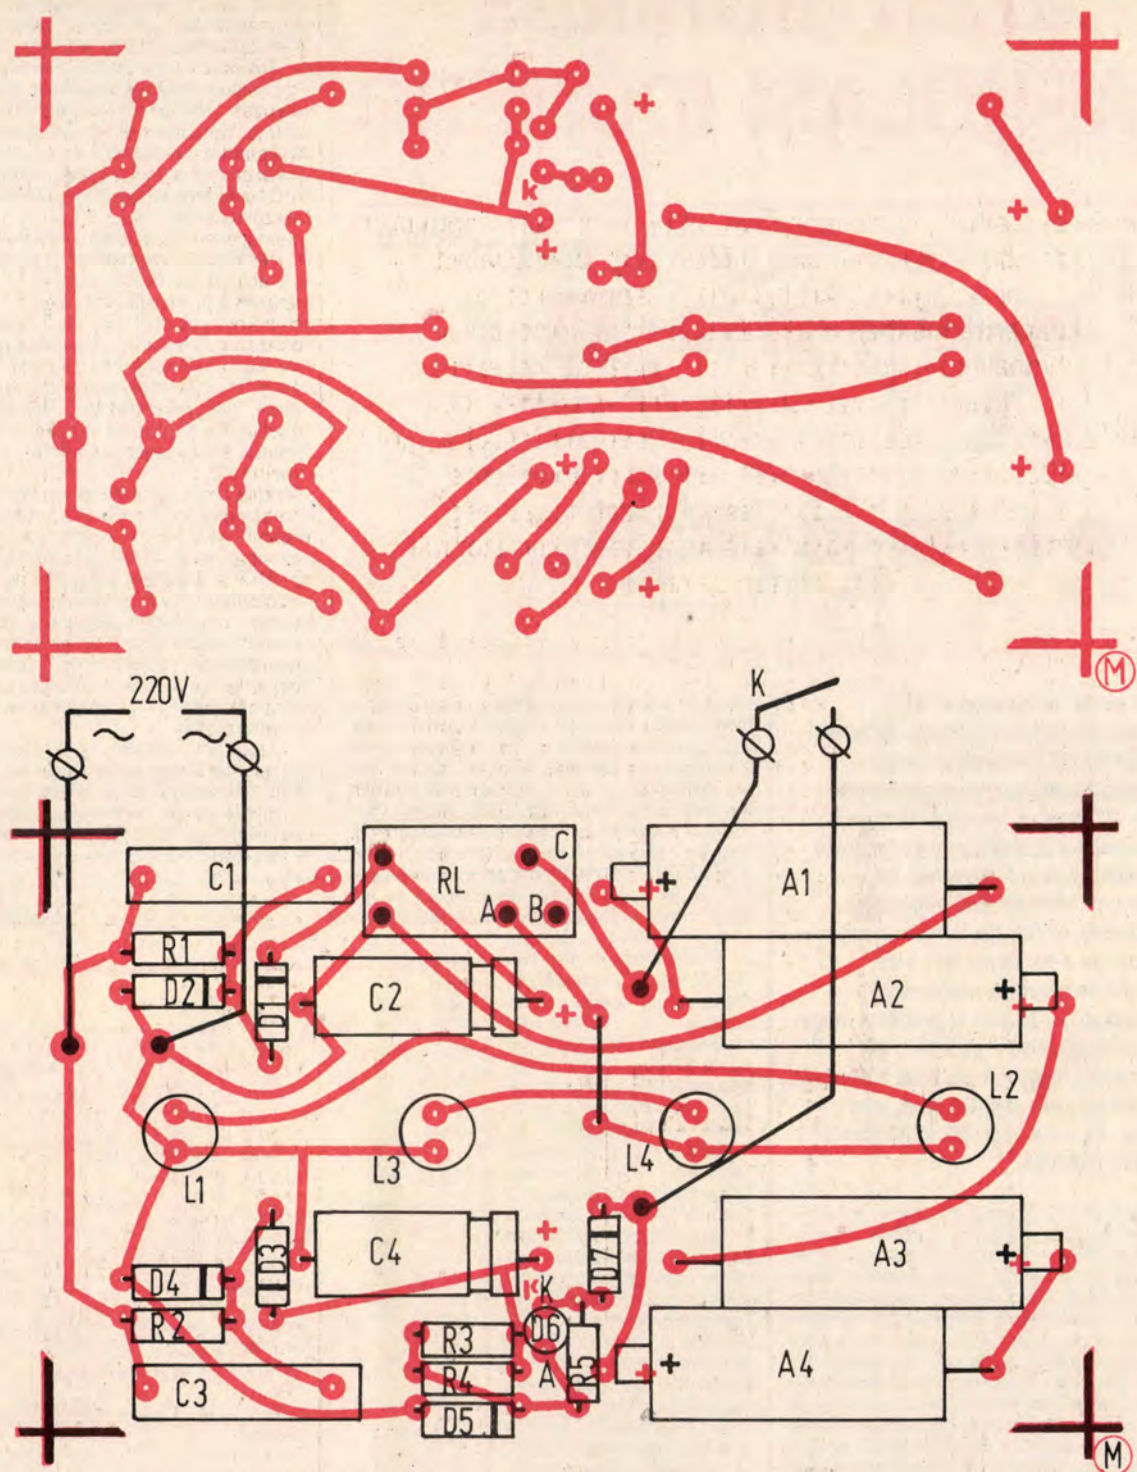 +
k
+
+
+
+
+
M
220V
K
~ ~
C1
RL
C
A
B
+ +
A1
R1
D2
D1
C2
+
A2
+ +
L1
L3
L4
L2
D3
C4
+
D7
A3
+ +
D4
R2
k K
D6
R3
R4
A
R5
+ +
A4
C3
D5
M